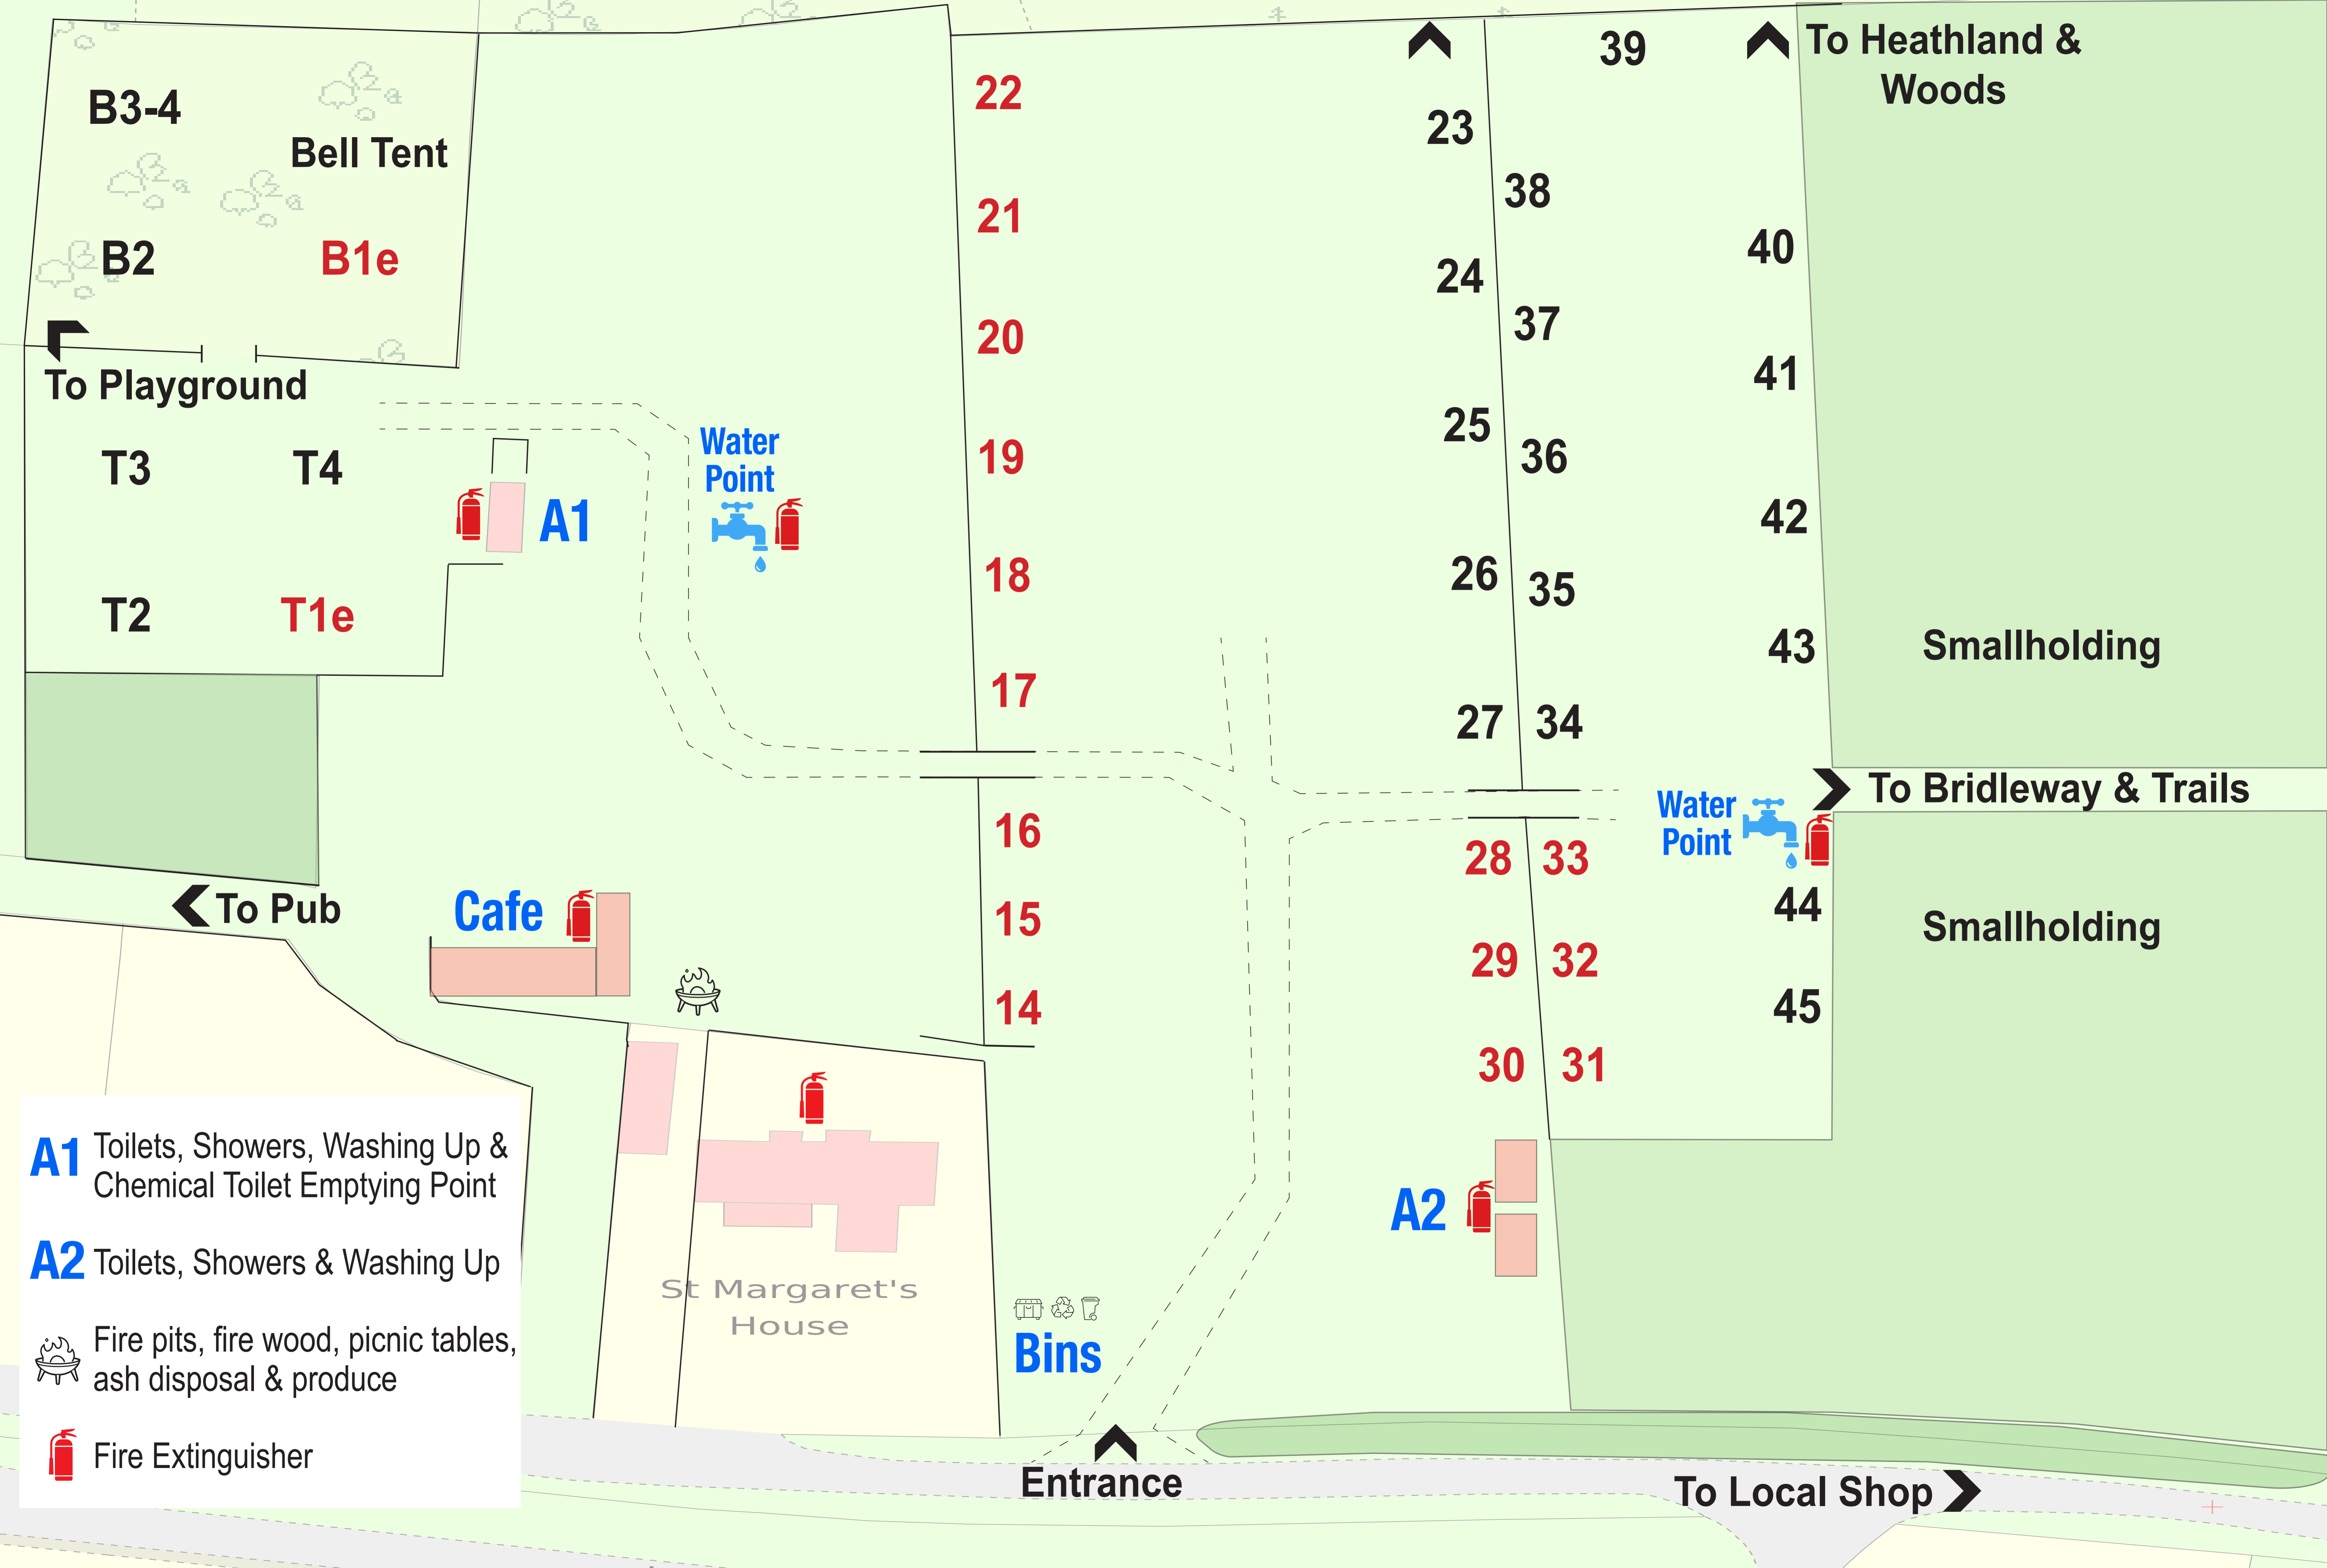 39
To Heathland &
Woods
B3-4
Bell Tent
22
23
21
38
B2
B1e
24
40
20
37
To Playground
41
T3
T4
A1
Water
Point
19
25
36
42
18
26
35
T2
T1e
17
43
Smallholding
27
34
To Bridleway & Trails
Water
Point
16
28
33
To Pub
Cafe
15
44
Smallholding
29
32
14
45
30
31
A2
St Margaret's
House
Bins
A1 Toilets, Showers, Washing Up &
Chemical Toilet Emptying Point
A2 Toilets, Showers & Washing Up
Fire pits, fire wood, picnic tables,
ash disposal & produce
Fire Extinguisher
Entrance
To Local Shop